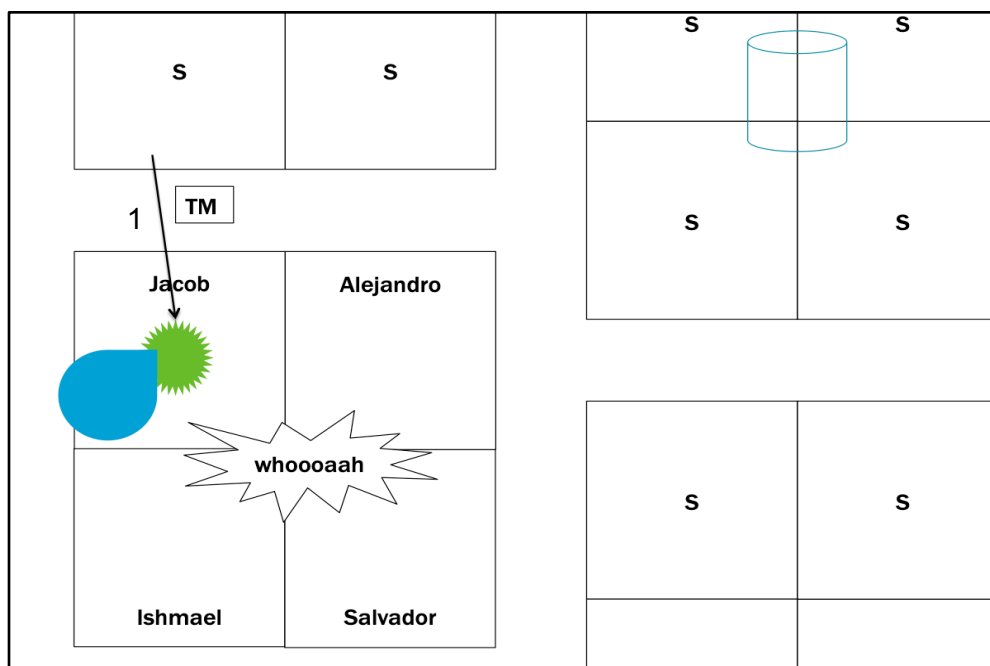 S S
S S
1 TM
S S
Jacob Alejandro
whoooaah
S S
Ishmael Salvador